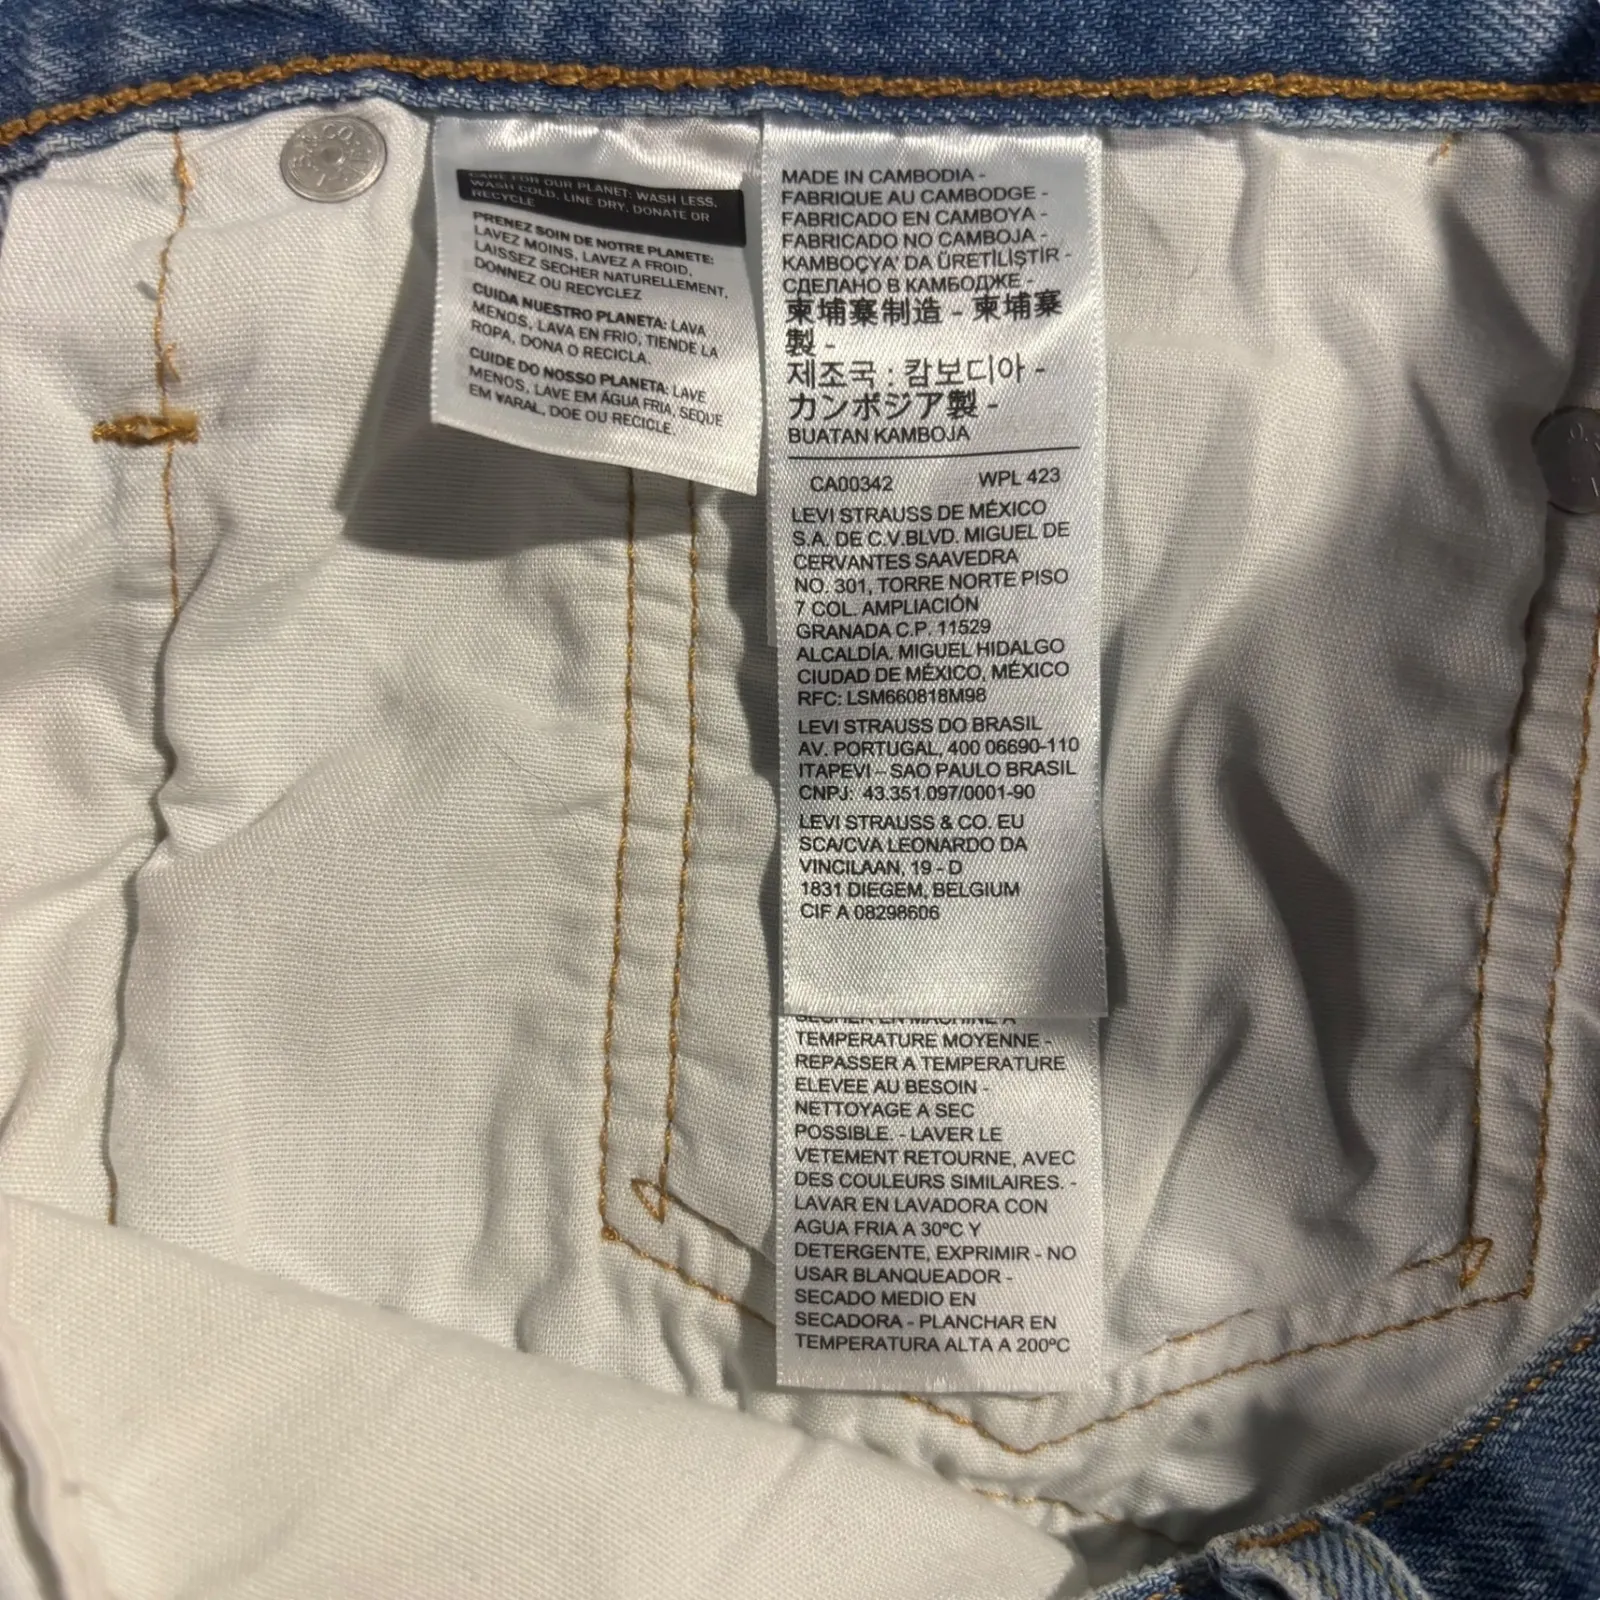 CARE FOR OUR PLANET: WASH LESS,
WASH COLD, LINE DRY, DONATE OR
RECYCLE
PRENEZ SOIN DE NOTRE PLANETE:
LAVEZ MOINS, LAVEZ A FROID,
LAISSEZ SECHER NATURELLEMENT,
DONNEZ OU RECYCLEZ
CUIDA NUESTRO PLANETA: LAVA
MENOS, LAVA EN FRIO, TIENDE LA
ROPA, DONA O RECICLA.
CUIDE DO NOSSO PLANETA: LAVE
MENOS, LAVE EM ÁGUA FRIA, SEQUE
EM VARAL, DOE OU RECICLE.
MADE IN CAMBODIA -
FABRIQUE AU CAMBODGE -
FABRICADO EN CAMBOYA -
FABRICADO NO CAMBOJA -
KAMBOÇYA' DA ÜRETİLİŞTİR -
СДЕЛАНО В КАМБОДЖЕ -
柬埔寨制造 - 柬埔寨
製 -
제조국 : 캄보디아 -
カンボジア製 -
BUATAN KAMBOJA
CA00342 WPL 423
LEVI STRAUSS DE MÉXICO
S.A. DE C.V.BLVD. MIGUEL DE
CERVANTES SAAVEDRA
NO. 301, TORRE NORTE PISO
7 COL. AMPLIACIÓN
GRANADA C.P. 11529
ALCALDÍA. MIGUEL HIDALGO
CIUDAD DE MÉXICO, MÉXICO
RFC: LSM660818M98
LEVI STRAUSS DO BRASIL
AV. PORTUGAL, 400 06690-110
ITAPEVI – SAO PAULO BRASIL
CNPJ: 43.351.097/0001-90
LEVI STRAUSS & CO. EU
SCA/CVA LEONARDO DA
VINCILAAN, 19 - D
1831 DIEGEM, BELGIUM
CIF A 08298606
SECHER EN MACHINE A
TEMPERATURE MOYENNE -
REPASSER A TEMPERATURE
ELEVEE AU BESOIN -
NETTOYAGE A SEC
POSSIBLE. - LAVER LE
VETEMENT RETOURNE, AVEC
DES COULEURS SIMILAIRES. -
LAVAR EN LAVADORA CON
AGUA FRIA A 30ºC Y
DETERGENTE, EXPRIMIR - NO
USAR BLANQUEADOR -
SECADO MEDIO EN
SECADORA - PLANCHAR EN
TEMPERATURA ALTA A 200ºC